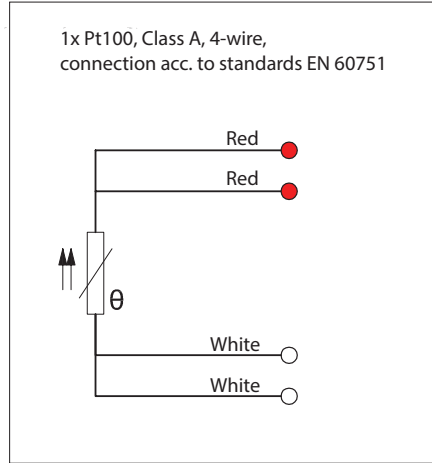 1x Pt100, Class A, 4-wire,
connection acc. to standards EN 60751
Red
Red
θ
White
White